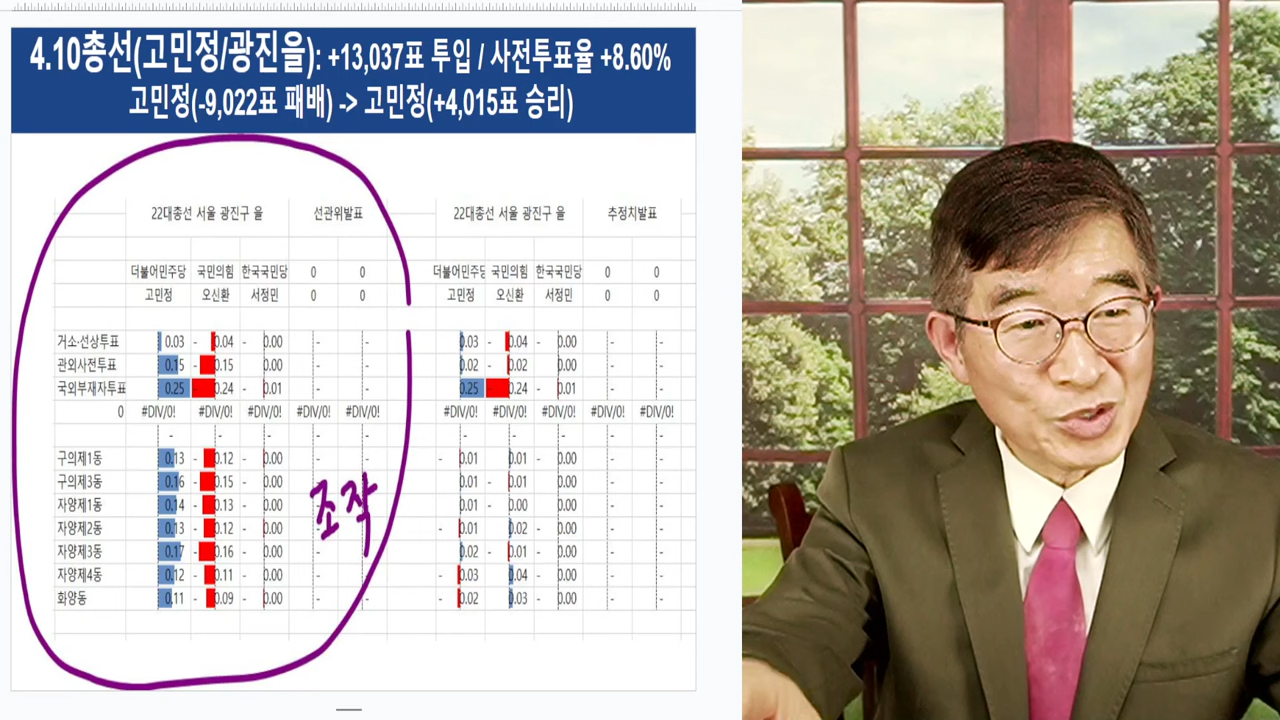 4.10총선(고민정/광진을): +13,037표 투입 / 사전투표율 +8.60%
고민정(-9,022표 패배) -> 고민정(+4,015표 승리)
22대총선 서울 광진구 을 선관위발표 22대총선 서울 광진구 을 추정치발표
더불어민주당 국민의힘 한국국민당 0 0 더불어민주당 국민의힘 한국국민당 0 0
고민정 오신환 서정민 0 0 고민정 오신환 서정민 0 0
거소·선상투표 0.03 - 0.04 - 0.00 - - 0.03 - 0.04 - 0.00 - -
관외사전투표 0.15 - 0.15 - 0.00 - - 0.02 - 0.02 - 0.00 - -
국외부재자투표 0.25 - 0.24 - 0.01 - - 0.25 - 0.24 - 0.01 - -
0 #DIV/0! #DIV/0! #DIV/0! #DIV/0! #DIV/0! #DIV/0! #DIV/0! #DIV/0! #DIV/0! #DIV/0!
- - - - - - - - - -
구의제1동 0.13 - 0.12 - 0.00 - - - 0.01 0.01 - 0.00 - -
구의제3동 0.16 - 0.15 - 0.00 - - 0.01 - 0.01 - 0.00 - -
자양제1동 0.14 - 0.13 - 0.00 - - 0.01 - 0.00 - 0.00 - -
자양제2동 0.13 - 0.12 - 0.00 - - - 0.01 0.02 - 0.00 - -
자양제3동 0.17 - 0.16 - 0.00 - - 0.02 - 0.01 - 0.00 - -
자양제4동 0.12 - 0.11 - 0.00 - - - 0.03 0.04 - 0.00 - -
화양동 0.11 - 0.09 - 0.00 - - - 0.02 0.03 - 0.00 - -
조작